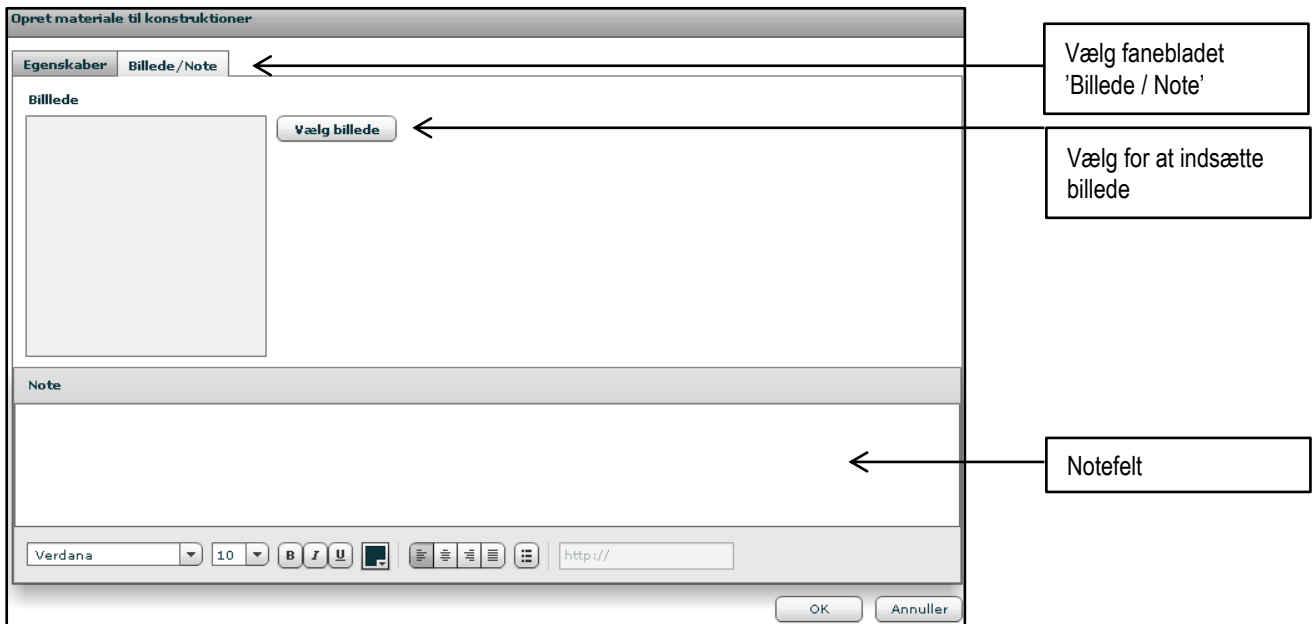 Opret materiale til konstruktioner
Egenskaber
Billede/Note
Billlede
Vælg billede
Note
Verdana
10
B
I
U
http://
OK
Annuller
Vælg fanebladet
’Billede / Note’
Vælg for at indsætte
billede
Notefelt